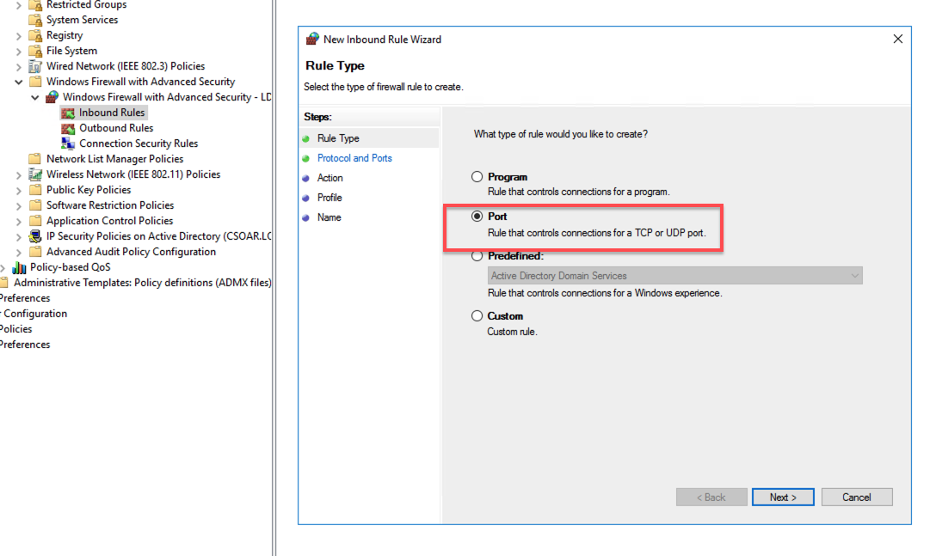 Restricted Groups
System Services
Registry
File System
Wired Network (IEEE 802.3) Policies
Windows Firewall with Advanced Security
Windows Firewall with Advanced Security - LD
Inbound Rules
Outbound Rules
Connection Security Rules
Network List Manager Policies
Wireless Network (IEEE 802.11) Policies
Public Key Policies
Software Restriction Policies
Application Control Policies
IP Security Policies on Active Directory (CSOAR.LO
Advanced Audit Policy Configuration
Policy-based QoS
Administrative Templates: Policy definitions (ADMX files)
Preferences
r Configuration
Policies
Preferences
New Inbound Rule Wizard
Rule Type
Select the type of firewall rule to create.
Steps:
Rule Type
Protocol and Ports
Action
Profile
Name
What type of rule would you like to create?
Program
Rule that controls connections for a program.
Port
Rule that controls connections for a TCP or UDP port.
Predefined:
Active Directory Domain Services
Rule that controls connections for a Windows experience.
Custom
Custom rule.
< Back
Next >
Cancel